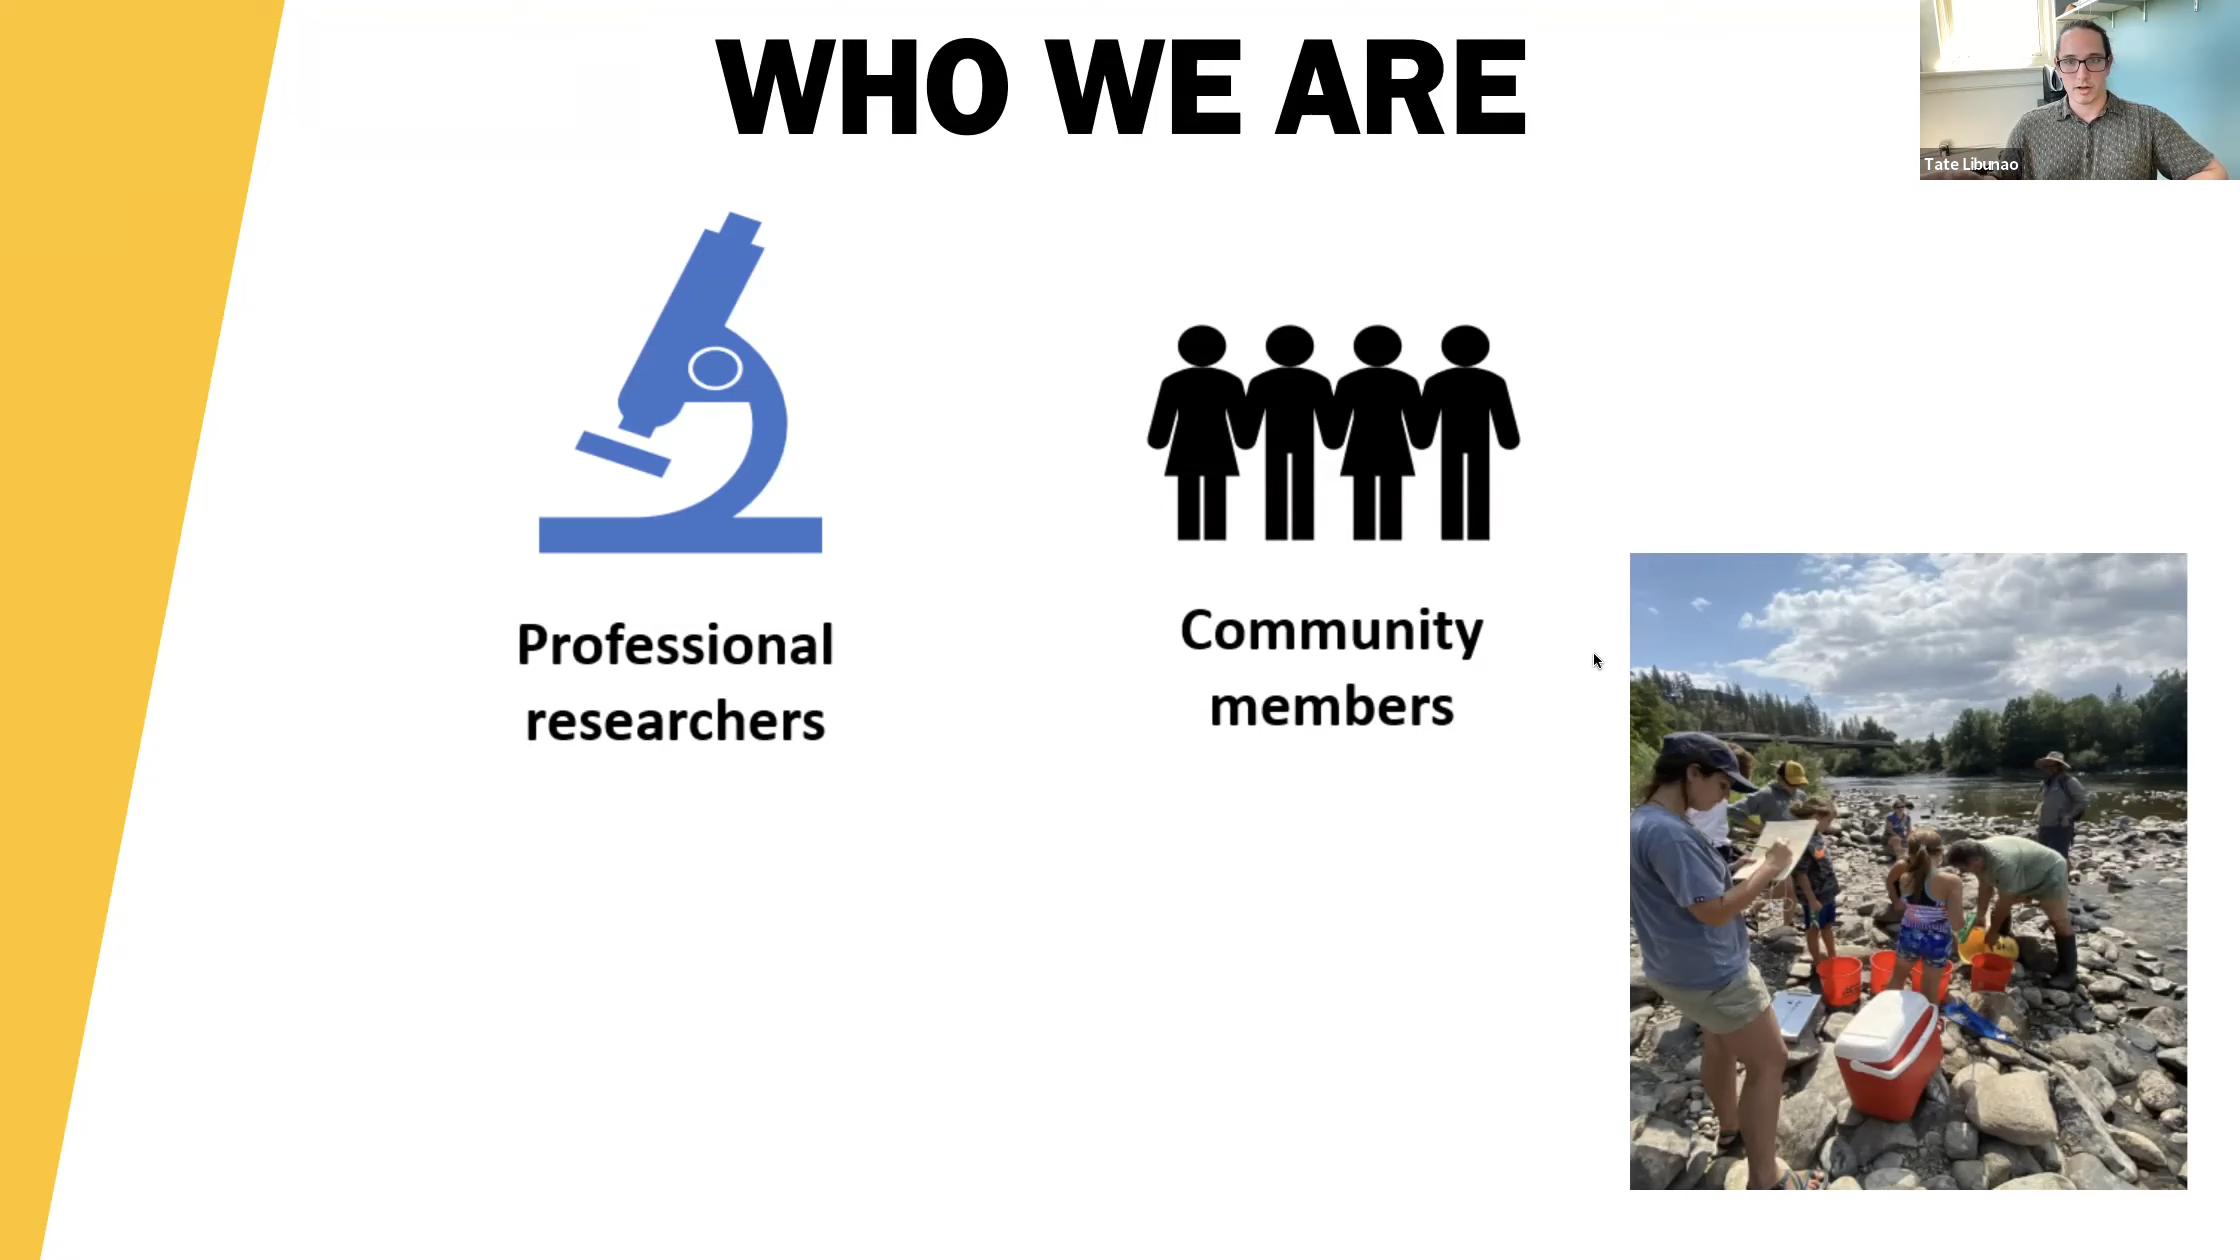 WHO WE ARE
Tate Libunao
Professional
researchers
Community
members